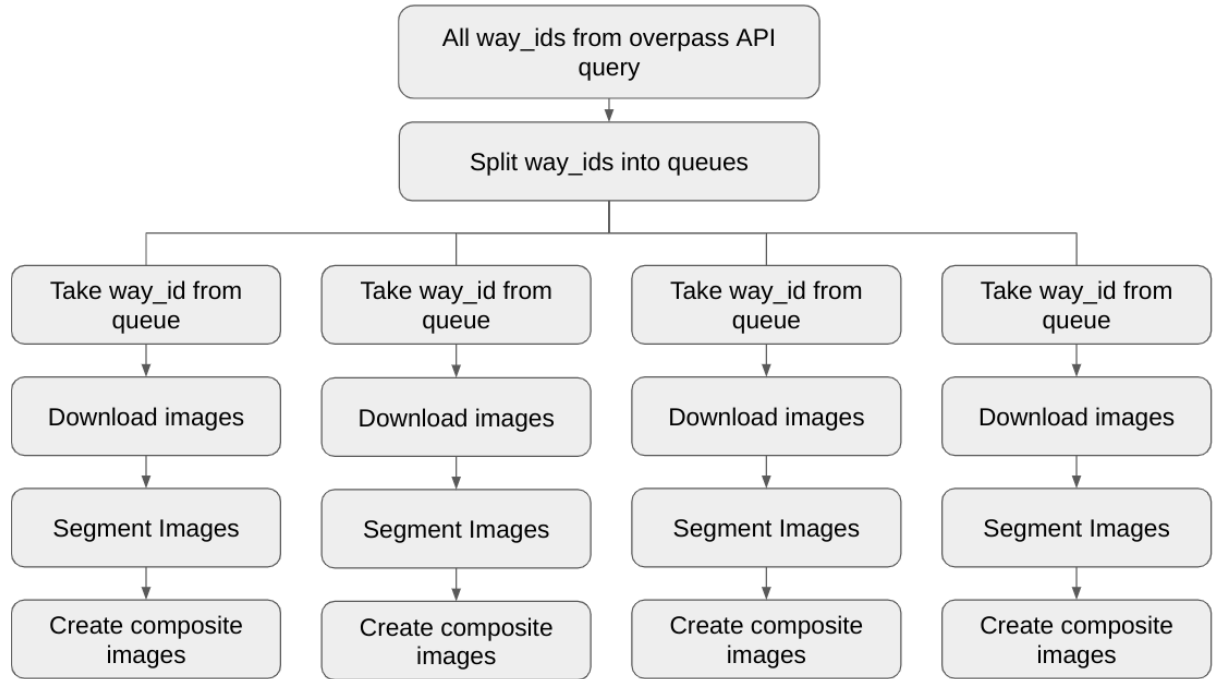 All way_ids from overpass API
query
Split way_ids into queues
Take way_id from
queue
Take way_id from
queue
Take way_id from
queue
Take way_id from
queue
Download images
Download images
Download images
Download images
Segment Images
Segment Images
Segment Images
Segment Images
Create composite
images
Create composite
images
Create composite
images
Create composite
images